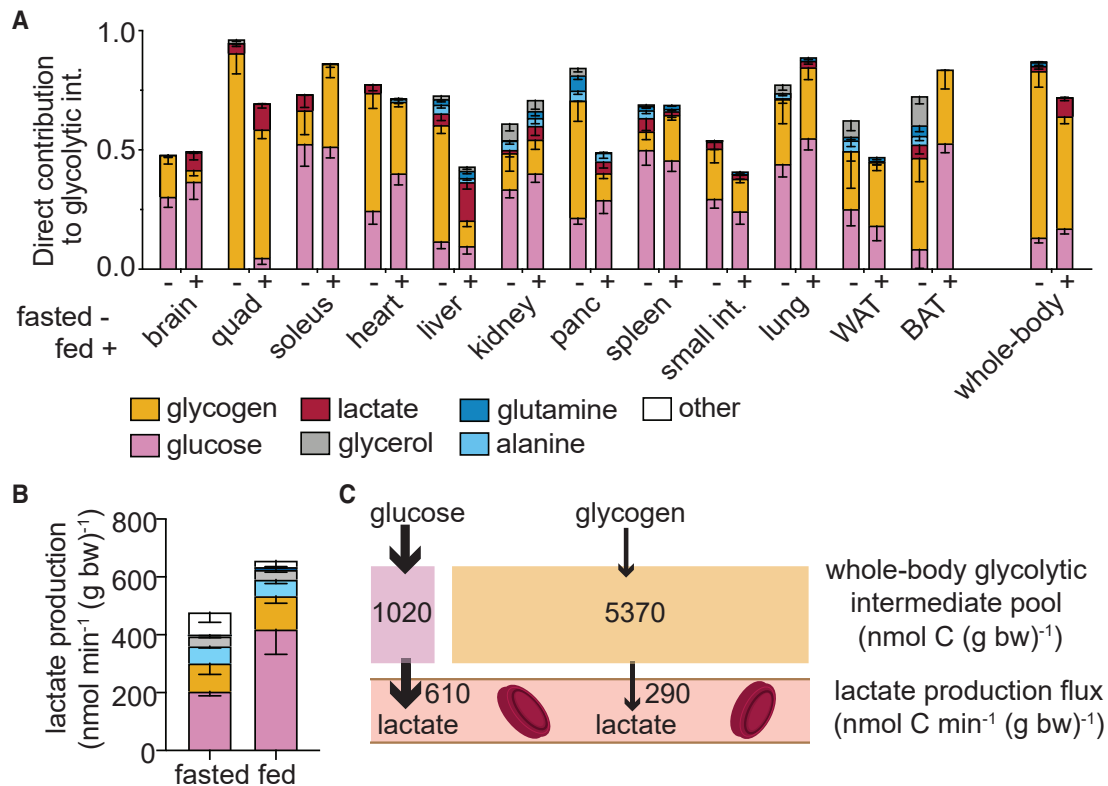 A
Direct contribution
to glycolytic int.
1.0
0.5
0.0
- + - + - + - + - + - + - + - + - + - + - + - + - +
fasted -
fed +
brain
quad
soleus
heart
liver
kidney
panc
spleen
small int.
lung
WAT
BAT
whole-body
glycogen
lactate
glutamine
other
glucose
glycerol
alanine
B
lactate production
(nmol min-1 (g bw)-1)
800
600
400
200
0
fasted fed
C
glucose
glycogen
1020
5370
whole-body glycolytic
intermediate pool
(nmol C (g bw)-1)
610
290
lactate
lactate
lactate production flux
(nmol C min-1 (g bw)-1)